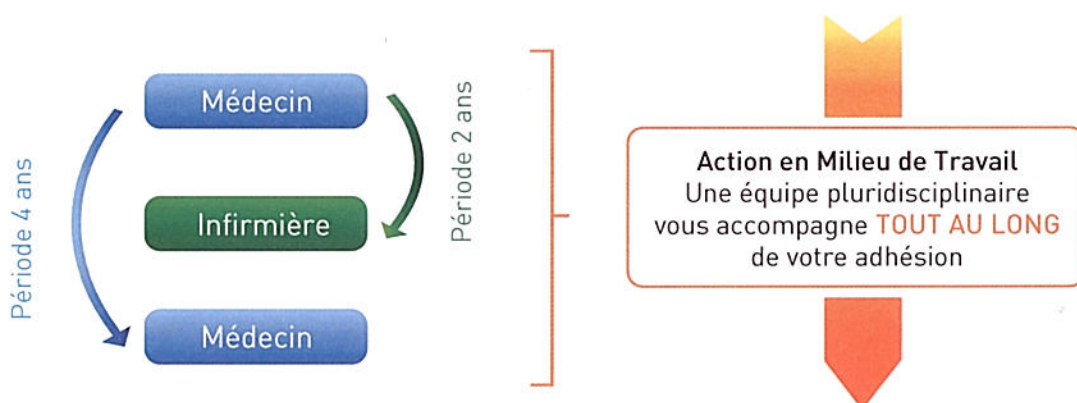 Période 4 ans
Médecin
Infirmière
Médecin
Période 2 ans
Action en Milieu de Travail
Une équipe pluridisciplinaire
vous accompagne TOUT AU LONG
de votre adhésion